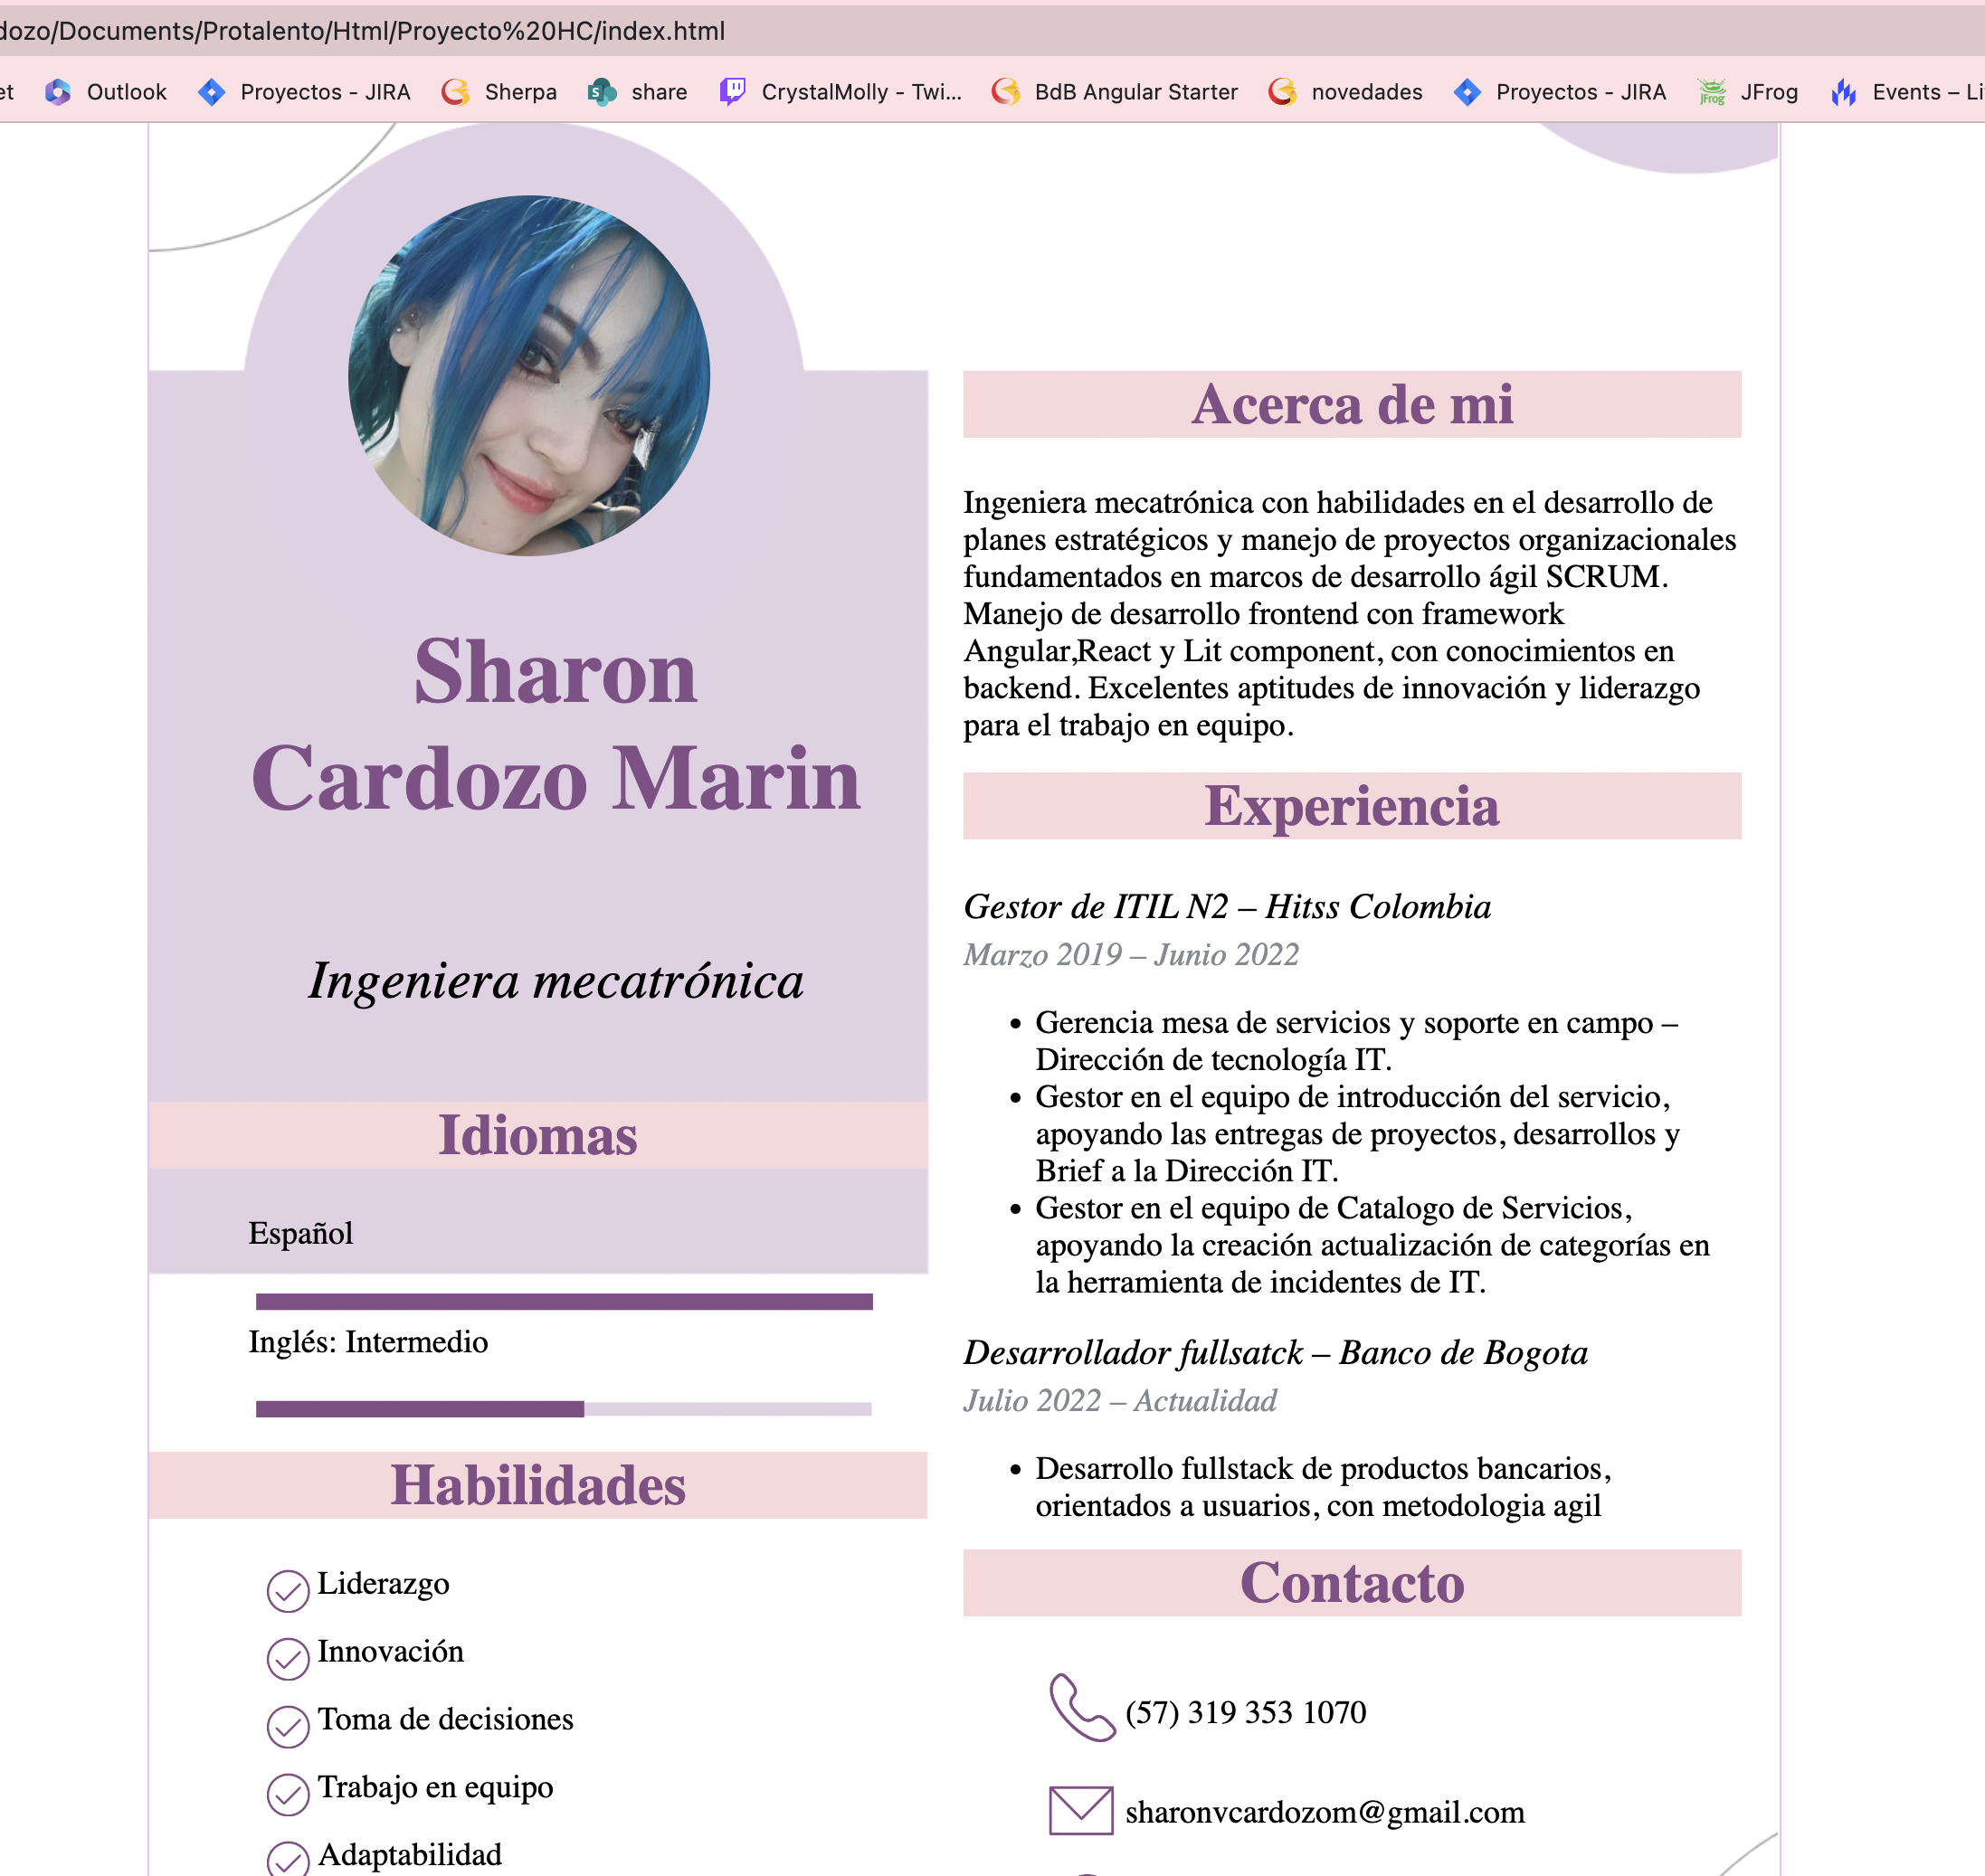 dozo/Documents/Protalento/Html/Proyecto%20HC/index.html
et Outlook Proyectos - JIRA Sherpa share CrystalMolly - Twi... BdB Angular Starter novedades Proyectos - JIRA JFrog Events – Li
Sharon
Cardozo Marin
Ingeniera mecatrónica
Idiomas
Español
Inglés: Intermedio
Habilidades
Liderazgo
Innovación
Toma de decisiones
Trabajo en equipo
Adaptabilidad
Acerca de mi
Ingeniera mecatrónica con habilidades en el desarrollo de
planes estratégicos y manejo de proyectos organizacionales
fundamentados en marcos de desarrollo ágil SCRUM.
Manejo de desarrollo frontend con framework
Angular,React y Lit component, con conocimientos en
backend. Excelentes aptitudes de innovación y liderazgo
para el trabajo en equipo.
Experiencia
Gestor de ITIL N2 – Hitss Colombia
Marzo 2019 – Junio 2022
• Gerencia mesa de servicios y soporte en campo –
Dirección de tecnología IT.
• Gestor en el equipo de introducción del servicio,
apoyando las entregas de proyectos, desarrollos y
Brief a la Dirección IT.
• Gestor en el equipo de Catalogo de Servicios,
apoyando la creación actualización de categorías en
la herramienta de incidentes de IT.
Desarrollador fullsatck – Banco de Bogota
Julio 2022 – Actualidad
• Desarrollo fullstack de productos bancarios,
orientados a usuarios, con metodologia agil
Contacto
(57) 319 353 1070
sharonvcardozom@gmail.com